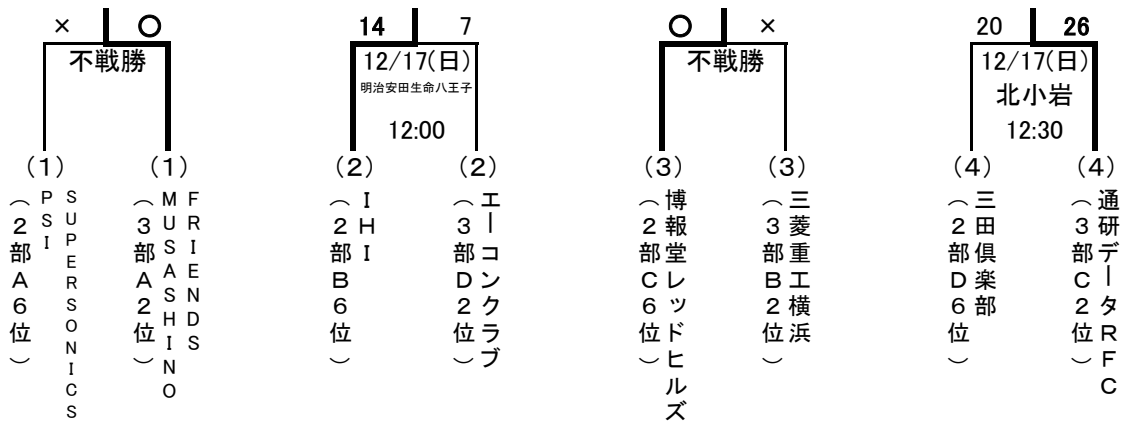 × ○
不戦勝
(1) (1)
PSI
SUPERSONICS
(2部A6位)
FRIENDS
MUSASHINO
(3部A2位)
14 7
12/17(日)
明治安田生命八王子
12:00
(2) (2)
IHI
(2部B6位)
エーコンクラブ
(3部D2位)
○ ×
不戦勝
(3) (3)
博報堂レッドヒルズ
(2部C6位)
三菱重工横浜
(3部B2位)
20 26
12/17(日)
北小岩
12:30
(4) (4)
三田倶楽部
(2部D6位)
通研データRFC
(3部C2位)